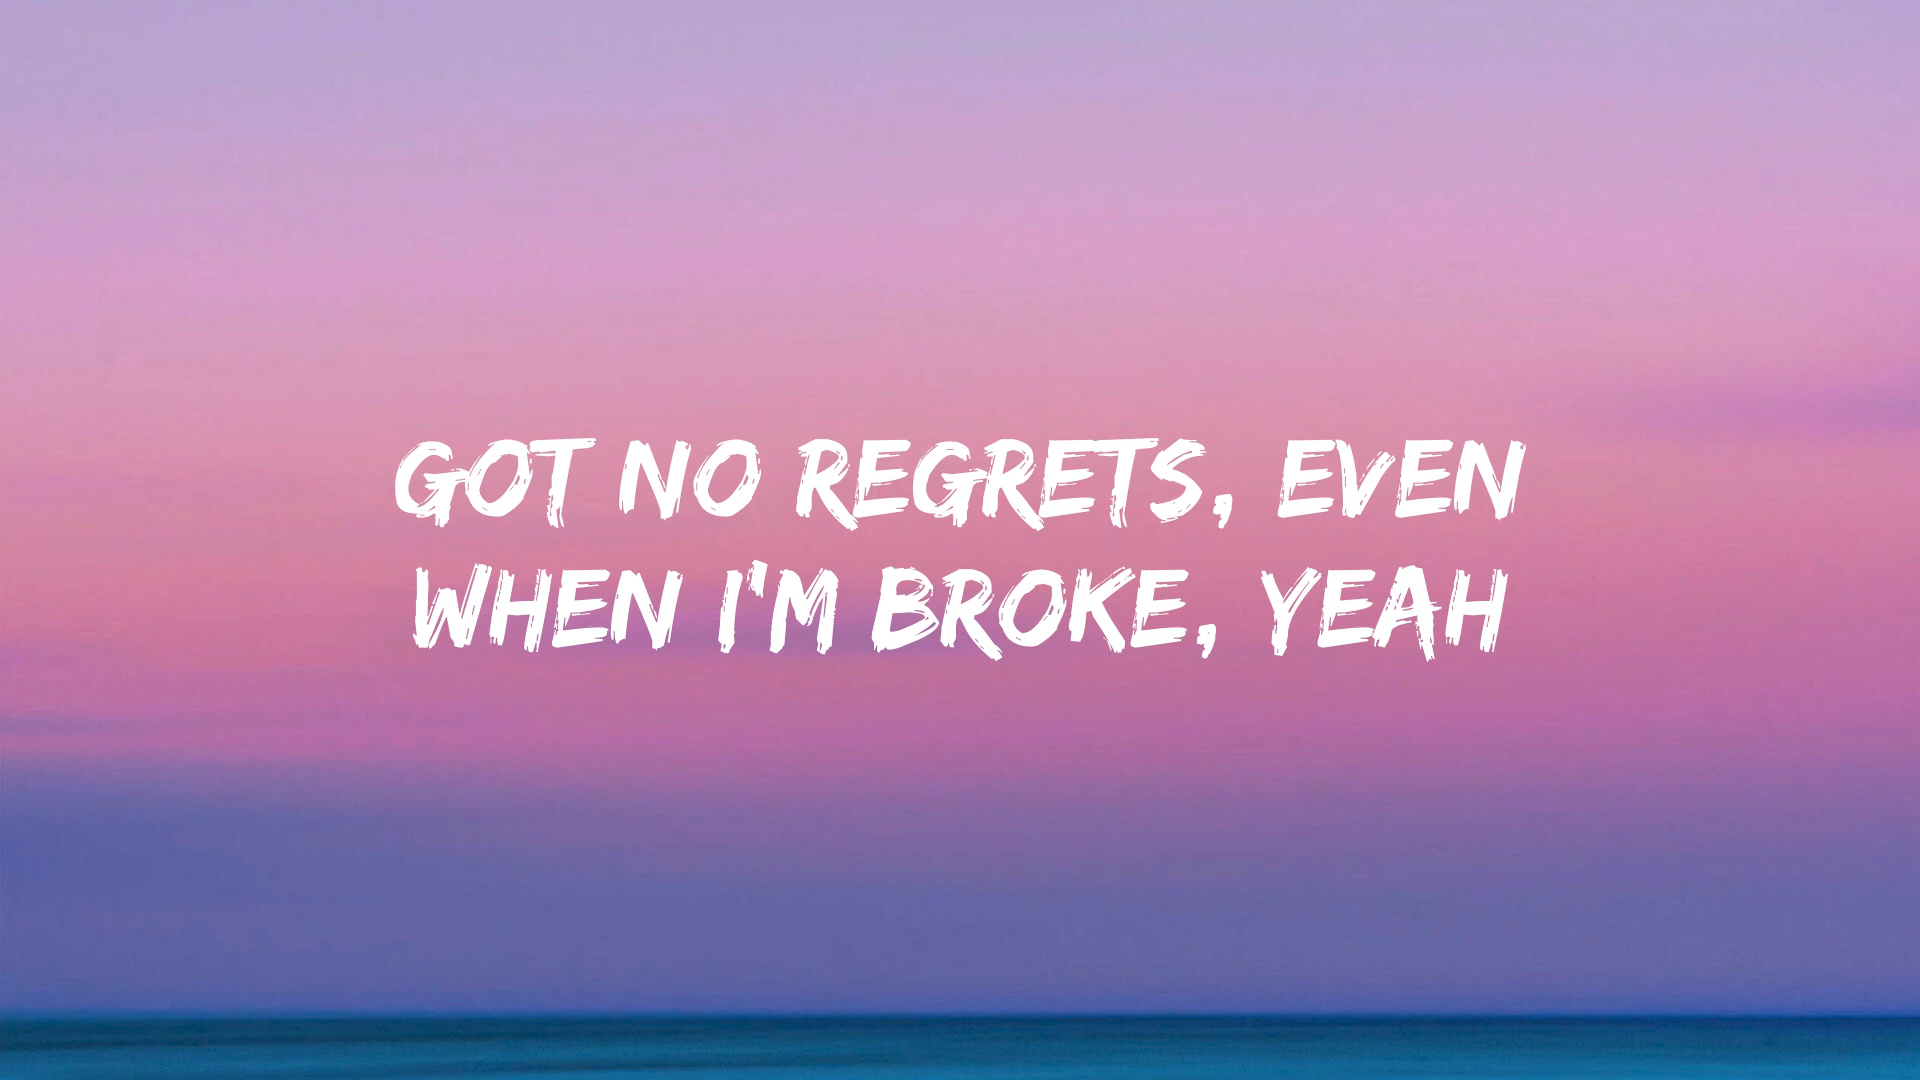 GOT NO REGRETS, EVEN
WHEN I'M BROKE, YEAH